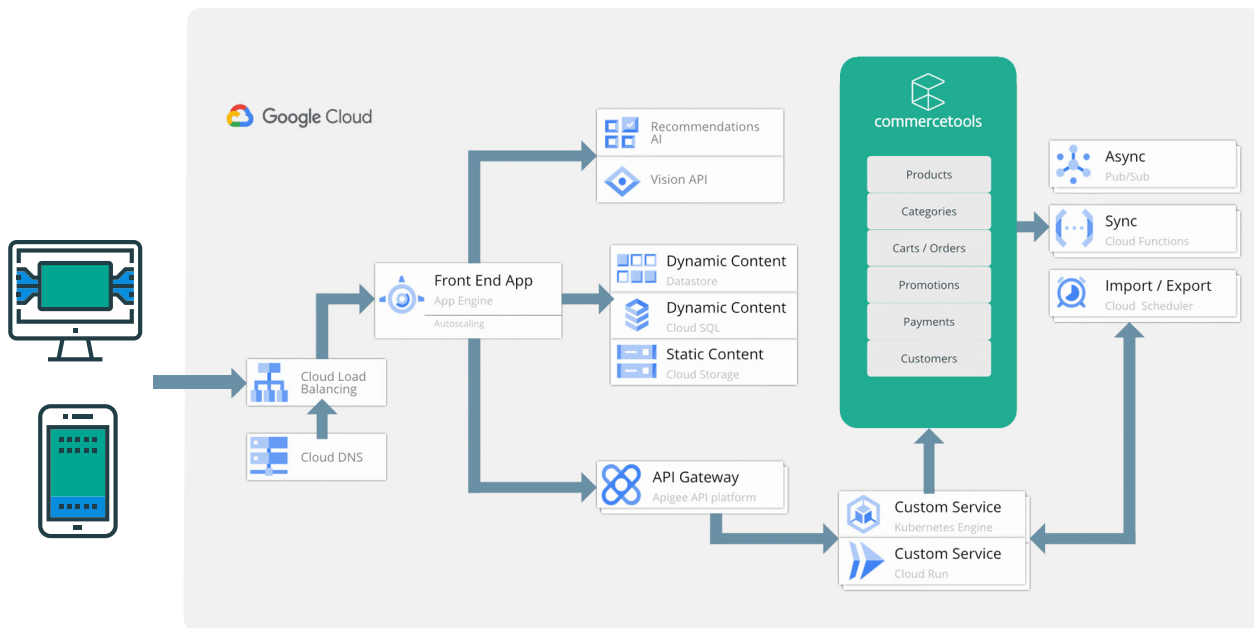 Google Cloud
Recommendations
AI
Vision API
Front End App
App Engine
Autoscaling
Dynamic Content
Datastore
Dynamic Content
Cloud SQL
Static Content
Cloud Storage
Cloud Load
Balancing
Cloud DNS
API Gateway
Apigee API platform
commercetools
Products
Categories
Carts / Orders
Promotions
Payments
Customers
Custom Service
Kubernetes Engine
Custom Service
Cloud Run
Async
Pub/Sub
Sync
Cloud Functions
Import / Export
Cloud Scheduler